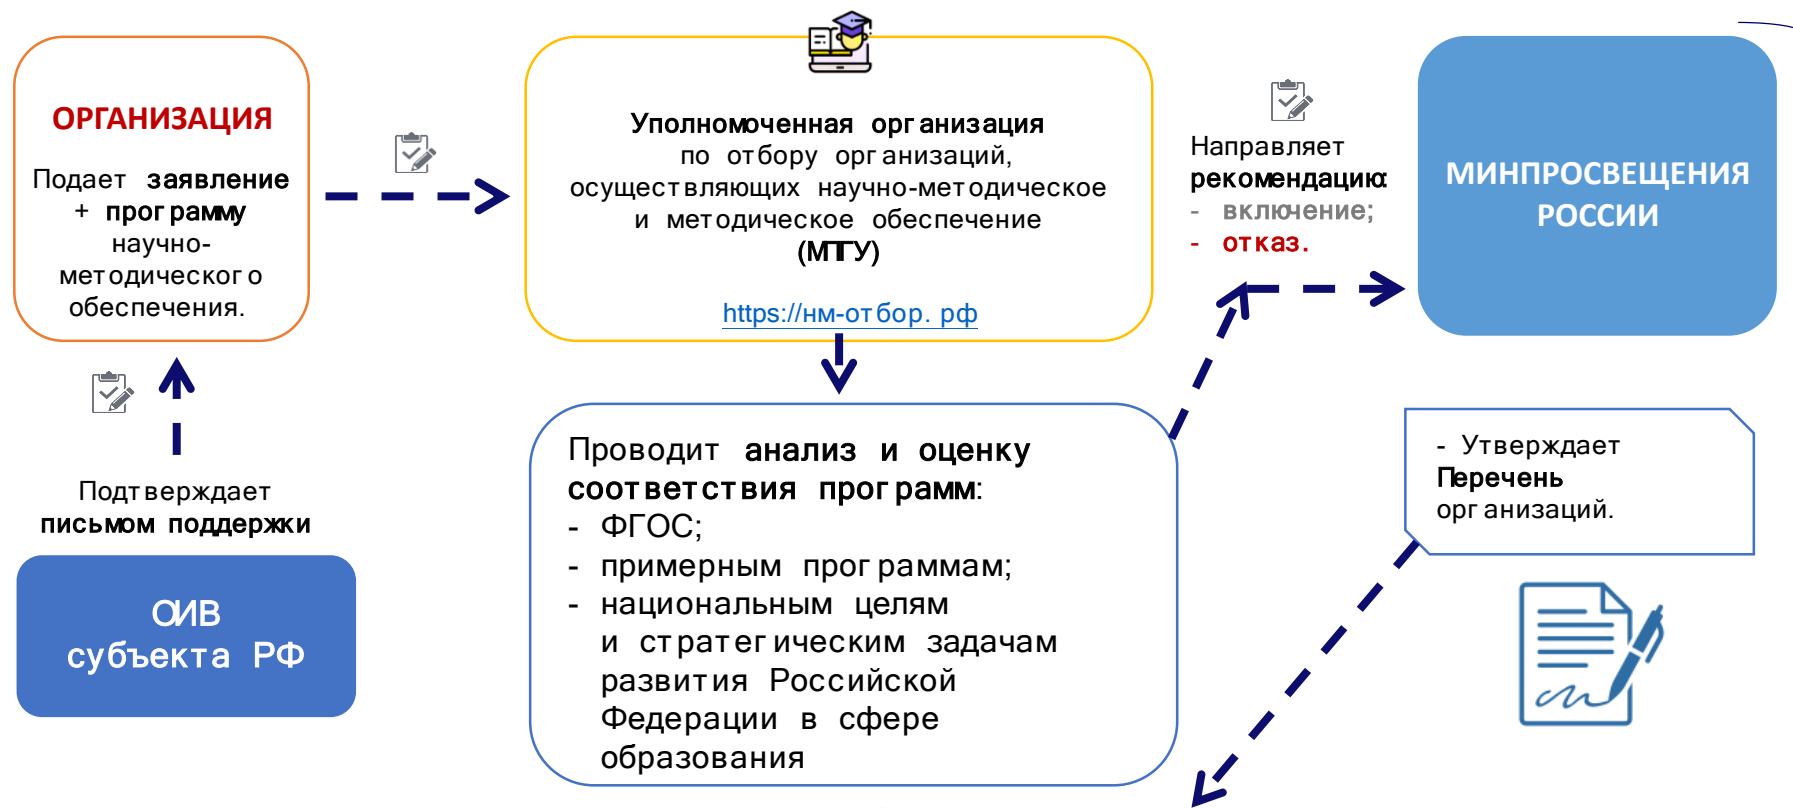 ОРГАНИЗАЦИЯ
Подает заявление
+ программу
научно-
методического
обеспечения.
Подтверждает
письмом поддержки
ОИВ
субъекта РФ
Уполномоченная организация
по отбору организаций,
осуществляющих научно-методическое
и методическое обеспечение
(МПГУ)
https://нм-отбор. рф
Проводит анализ и оценку
соответствия программ:
- ФГОС;
- примерным программам;
- национальным целям
и стратегическим задачам
развития Российской
Федерации в сфере
образования
Направляет
рекомендацию:
- включение;
- отказ.
МИНПРОСВЕЩЕНИЯ
РОССИИ
- Утверждает
Перечень
организаций.